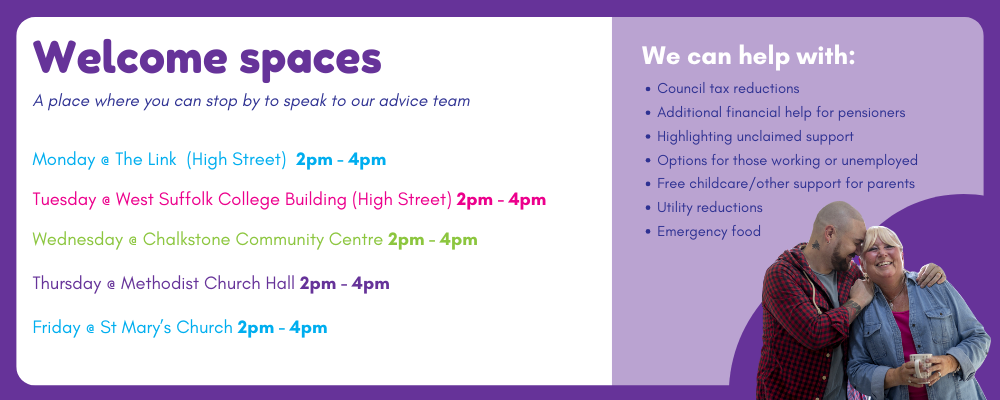 Welcome spaces
A place where you can stop by to speak to our advice team
Monday @ The Link (High Street) 2pm - 4pm
Tuesday @ West Suffolk College Building (High Street) 2pm - 4pm
Wednesday @ Chalkstone Community Centre 2pm - 4pm
Thursday @ Methodist Church Hall 2pm - 4pm
Friday @ St Mary's Church 2pm - 4pm
We can help with:
• Council tax reductions
• Additional financial help for pensioners
• Highlighting unclaimed support
• Options for those working or unemployed
• Free childcare/other support for parents
• Utility reductions
• Emergency food